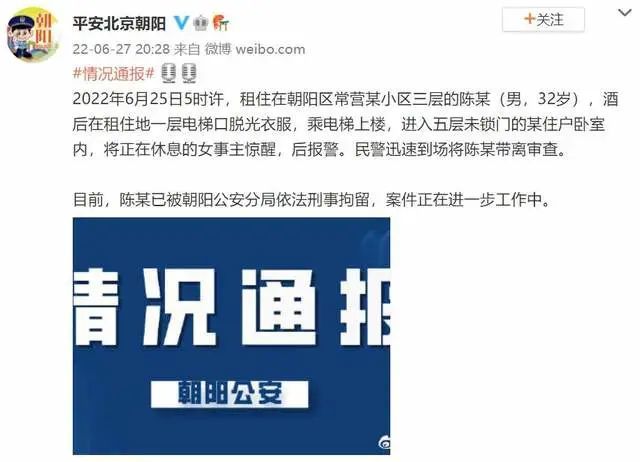 朝阳
平安北京朝阳
+关注
22-06-27 20:28 来自 微博 weibo.com
#情况通报#
2022年6月25日5时许，租住在朝阳区常营某小区三层的陈某（男，32岁），酒
后在租住地一层电梯口脱光衣服，乘电梯上楼，进入五层未锁门的某住户卧室
内，将正在休息的女事主惊醒，后报警。民警迅速到场将陈某带离审查。
目前，陈某已被朝阳公安分局依法刑事拘留，案件正在进一步工作中。
情况通报
朝阳公安